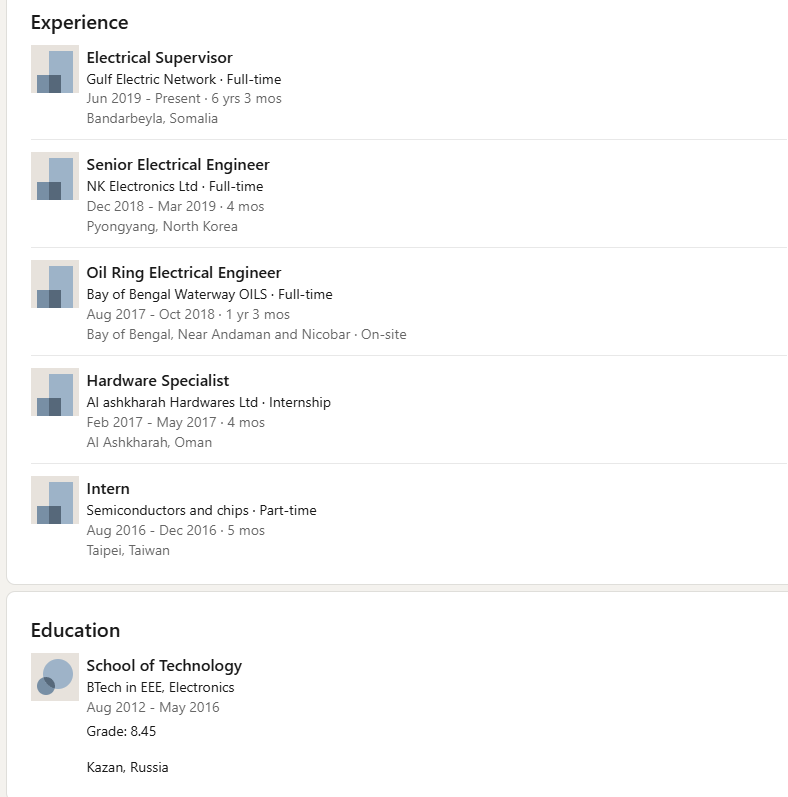 Experience
Electrical Supervisor
Gulf Electric Network · Full-time
Jun 2019 - Present · 6 yrs 3 mos
Bandarbeyla, Somalia
Senior Electrical Engineer
NK Electronics Ltd · Full-time
Dec 2018 - Mar 2019 · 4 mos
Pyongyang, North Korea
Oil Ring Electrical Engineer
Bay of Bengal Waterway OILS · Full-time
Aug 2017 - Oct 2018 · 1 yr 3 mos
Bay of Bengal, Near Andaman and Nicobar · On-site
Hardware Specialist
Al ashkharah Hardwares Ltd · Internship
Feb 2017 - May 2017 · 4 mos
Al Ashkharah, Oman
Intern
Semiconductors and chips · Part-time
Aug 2016 - Dec 2016 · 5 mos
Taipei, Taiwan
Education
School of Technology
BTech in EEE, Electronics
Aug 2012 - May 2016
Grade: 8.45
Kazan, Russia